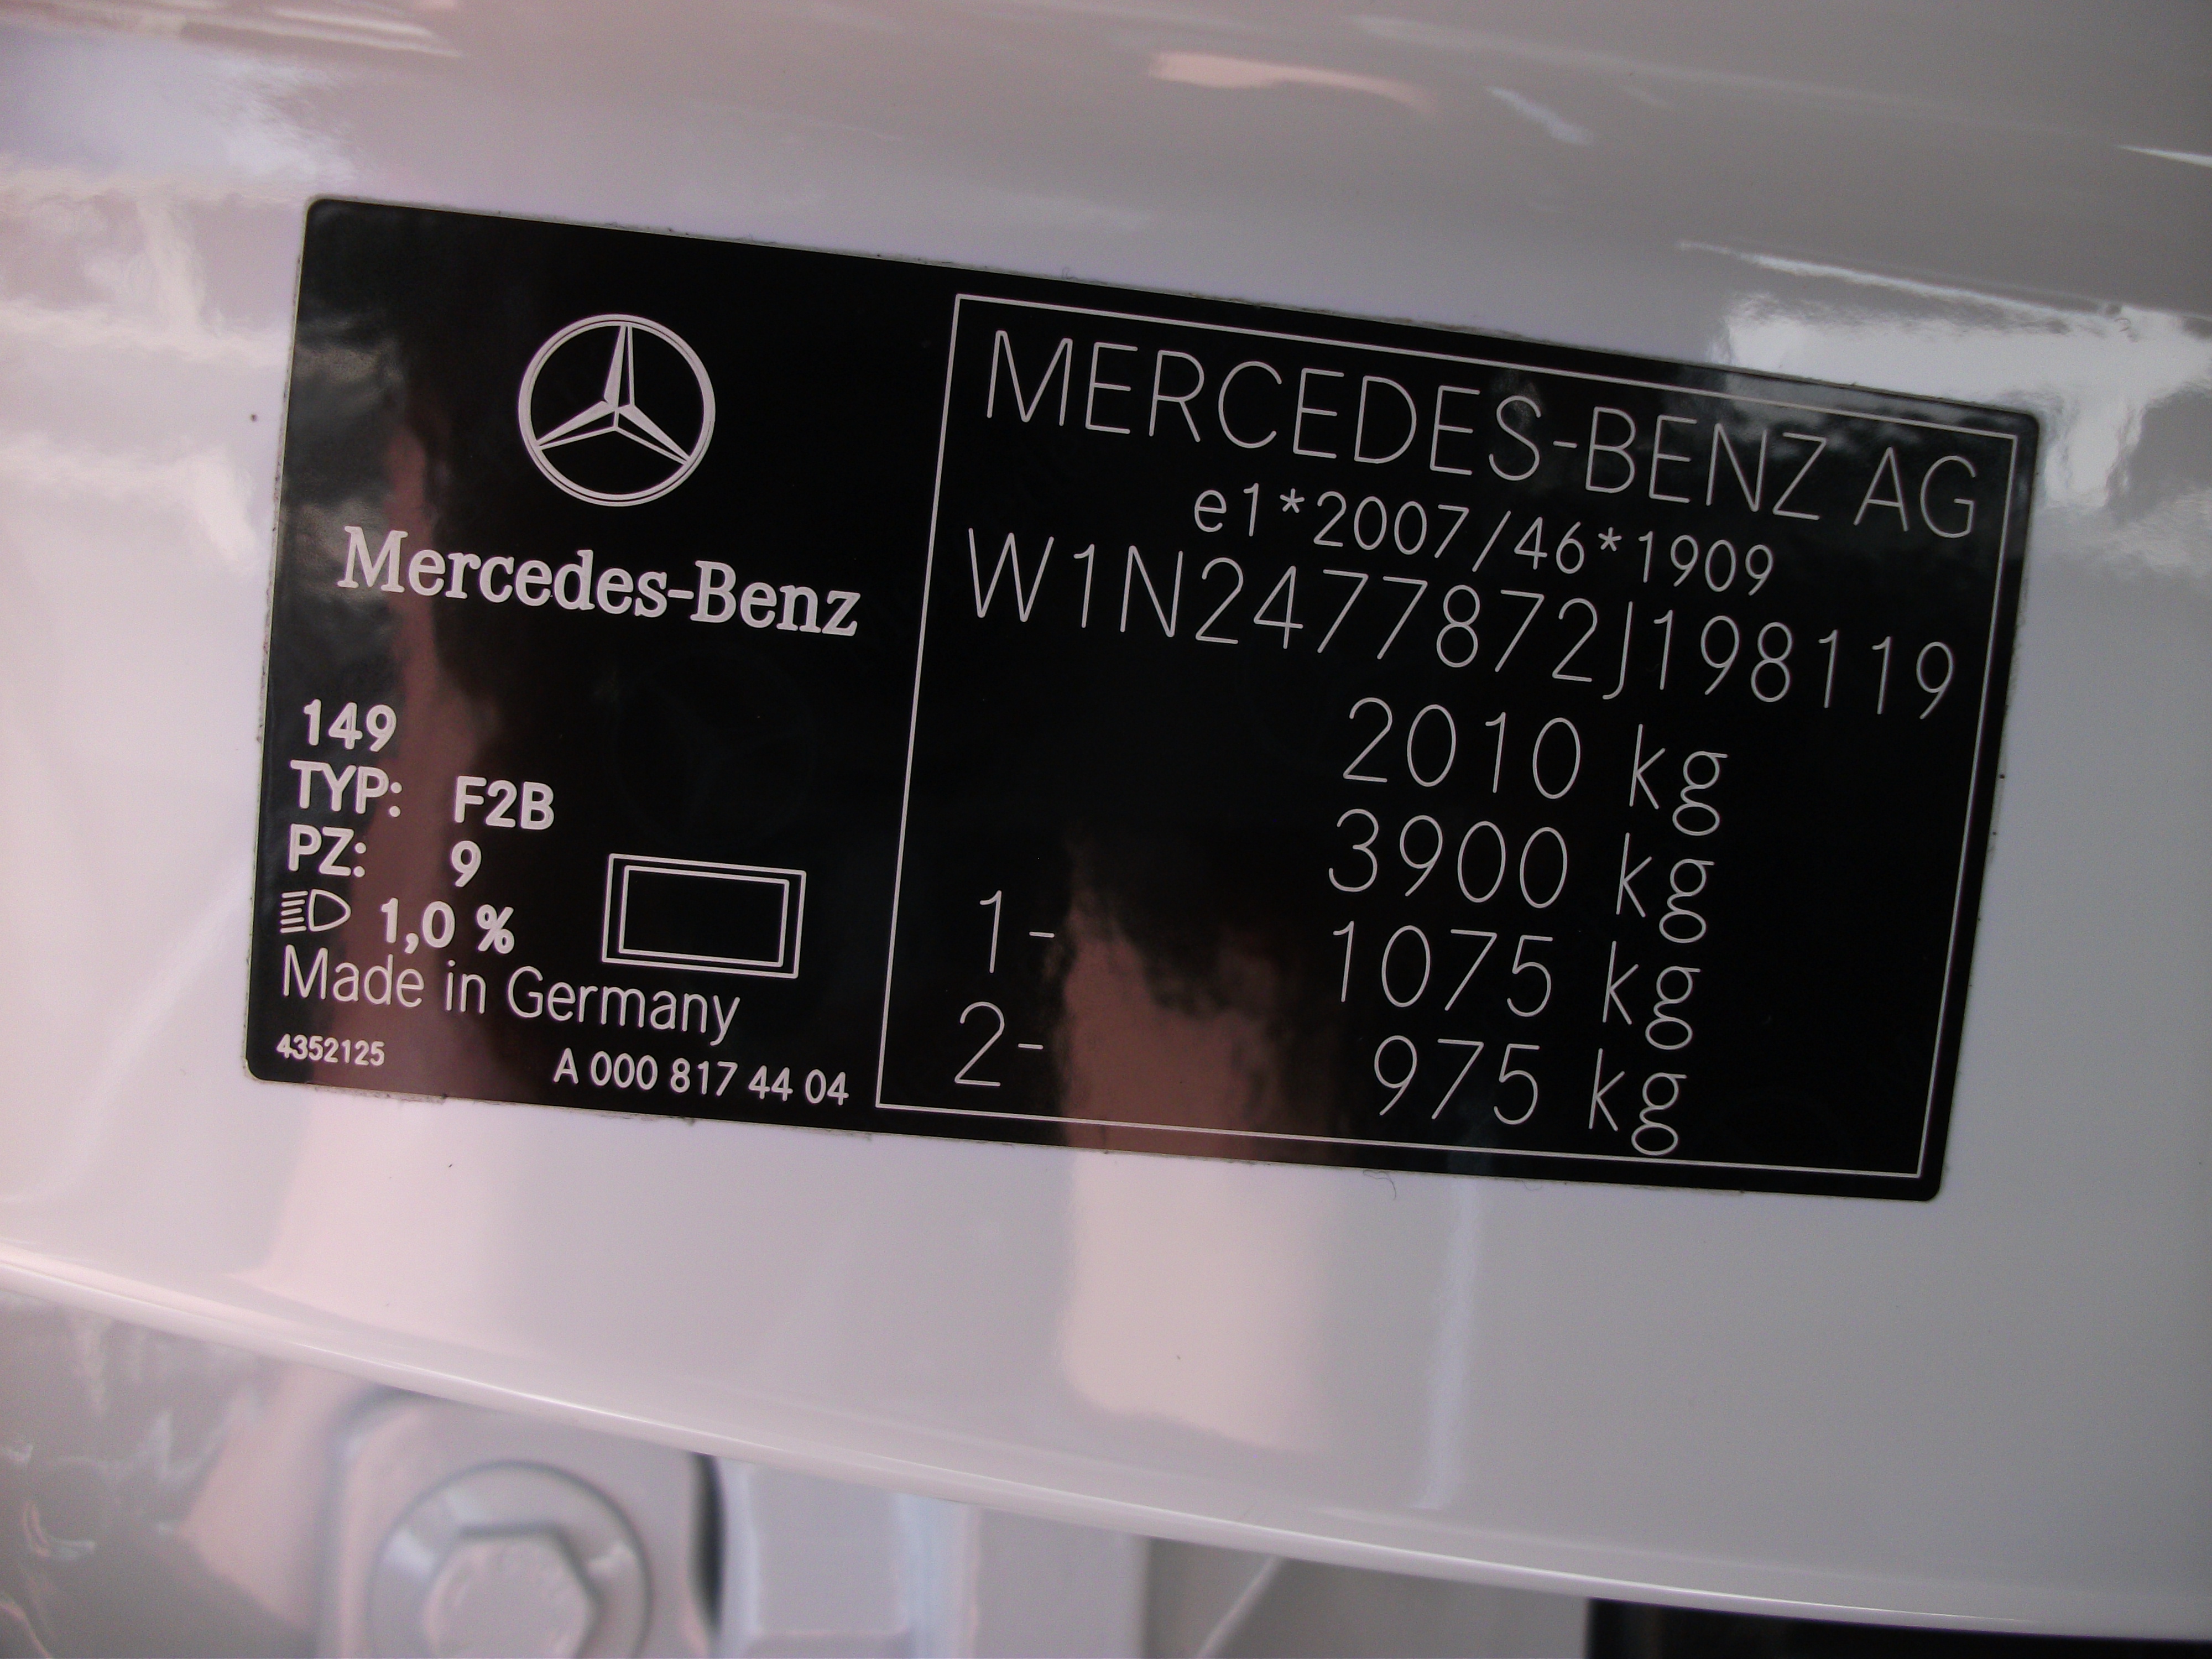 Mercedes-Benz
149
TYP: F2B
PZ: 9
1,0 %
Made in Germany
4352125 A 000 817 44 04
MERCEDES-BENZ AG
e1*2007/46*1909
W1N2477872J198119
2010 kg
3900 kg
1- 1075 kg
2- 975 kg